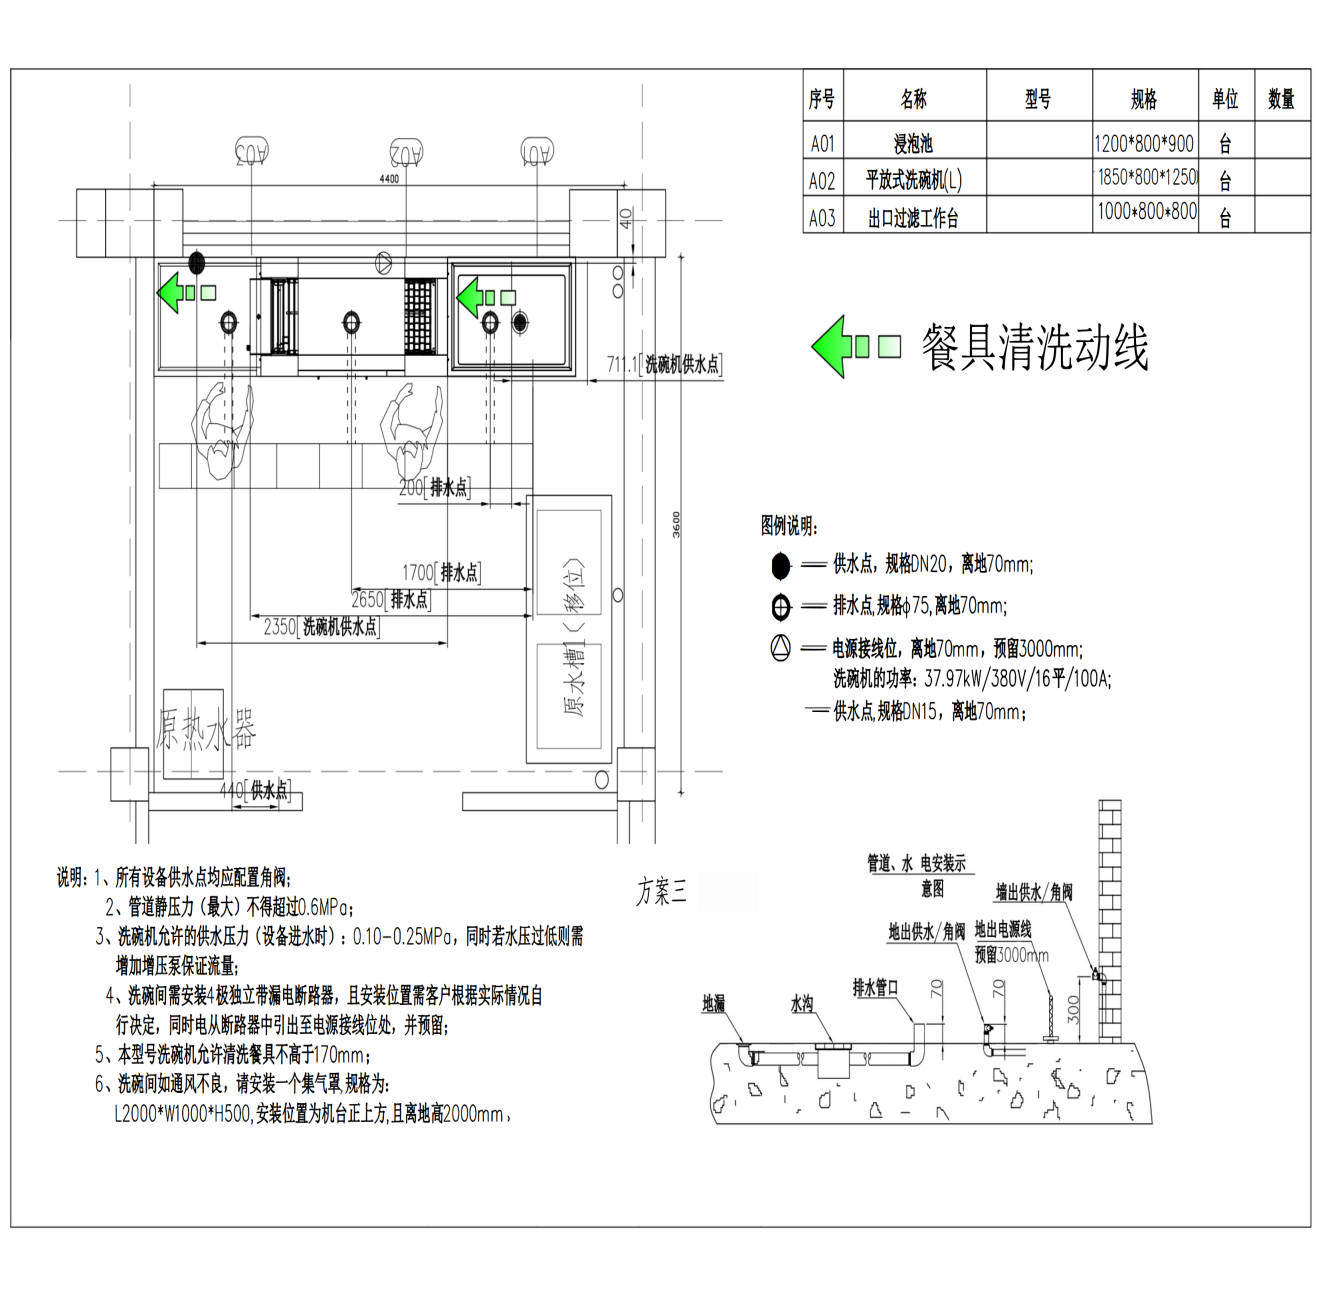 序号 名称 型号 规格 单位 数量
A01 浸泡池 1200*800*900 台
A02 平放式洗碗机(L) 1850*800*1250 台
A03 出口过滤工作台 1000*800*800 台
A03 A02 A01
4400
40
711.1[洗碗机供水点]
餐具清洗动线
200[排水点]
3600
1700[排水点]
2650[排水点]
2350[洗碗机供水点]
原水槽1(移位)
原热水器
440[供水点]
图例说明:
供水点，规格DN20，离地70mm;
排水点,规格φ75,离地70mm;
电源接线位，离地70mm，预留3000mm;
洗碗机的功率: 37.97kW/380V/16平/100A;
供水点,规格DN15，离地70mm;
说明: 1、所有设备供水点均应配置角阀;
2、管道静压力（最大）不得超过0.6MPa;
3、洗碗机允许的供水压力（设备进水时）: 0.10-0.25MPa，同时若水压过低则需
增加增压泵保证流量;
4、洗碗间需安装4极独立带漏电断路器，且安装位置需客户根据实际情况自
行决定，同时电从断路器中引出至电源接线位处，并预留;
5、本型号洗碗机允许清洗餐具不高于170mm;
6、洗碗间如通风不良，请安装一个集气罩,规格为:
L2000*W1000*H500,安装位置为机台正上方,且离地高2000mm、
方案三
管道、水 电安装示
意图
墙出供水/角阀
地出供水/角阀
地出电源线
预留3000mm
排水管口
地漏
水沟
70
70
300